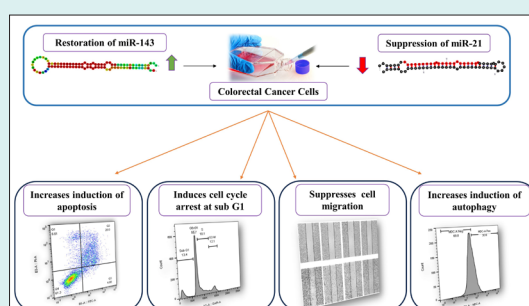 Restoration of miR-143
Suppression of miR-21
Colorectal Cancer Cells
Increases induction of
apoptosis
Induces cell cycle
arrest at sub G1
Suppresses cell
migration
Increases induction of
autophagy